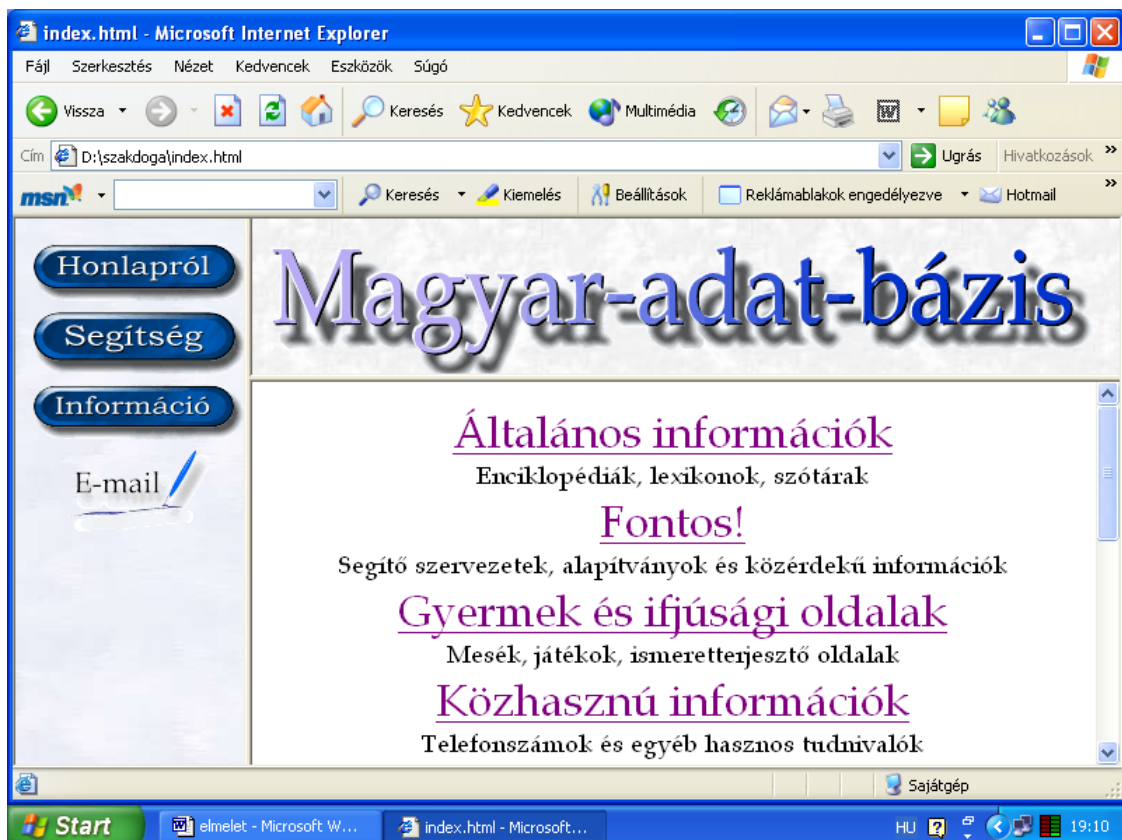 index.html - Microsoft Internet Explorer
Fájl Szerkesztés Nézet Kedvencek Eszközök Súgó
Vissza Keresés Kedvencek Multimédia
Cím D:\szakdoga\index.html Ugrás Hivatkozások »
msn Keresés Kiemelés Beállítások Reklámablakok engedélyezve Hotmail »
Honlapról
Segítség
Információ
E-mail
Magyar-adat-bázis
Általános információk
Enciklopédiák, lexikonok, szótárak
Fontos!
Segítő szervezetek, alapítványok és közérdekű információk
Gyermek és ifjúsági oldalak
Mesék, játékok, ismeretterjesztő oldalak
Közhasznú információk
Telefonszámok és egyéb hasznos tudnivalók
Sajátgép
Start elmelet - Microsoft W... index.html - Microsoft... HU 19:10